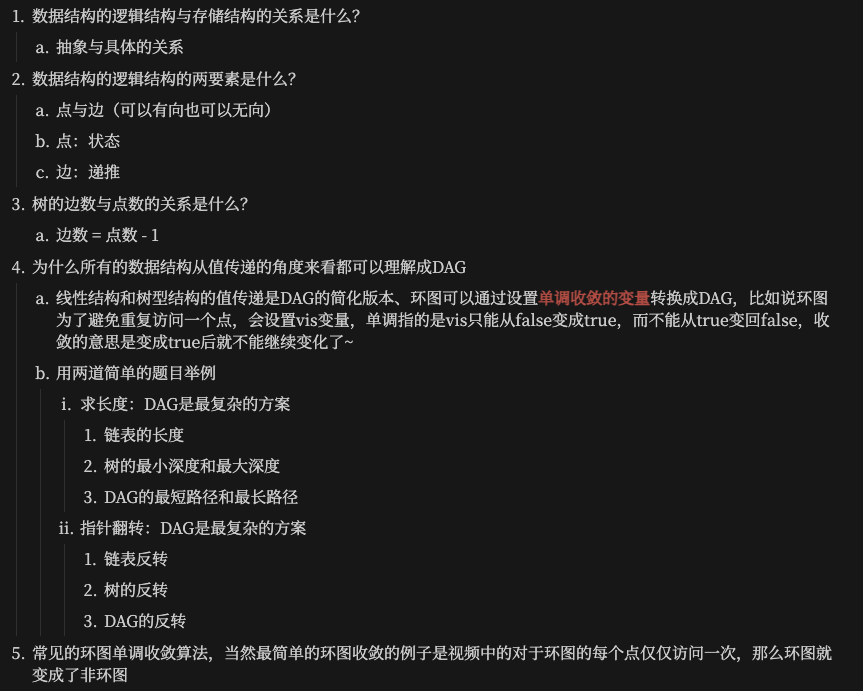 1. 数据结构的逻辑结构与存储结构的关系是什么？
a. 抽象与具体的关系
2. 数据结构的逻辑结构的两要素是什么？
a. 点与边（可以有向也可以无向）
b. 点：状态
c. 边：递推
3. 树的边数与点数的关系是什么？
a. 边数 = 点数 - 1
4. 为什么所有的数据结构从值传递的角度来看都可以理解成DAG
a. 线性结构和树型结构的值传递是DAG的简化版本、环图可以通过设置单调收敛的变量转换成DAG，比如说环图
为了避免重复访问一个点，会设置vis变量，单调指的是vis只能从false变成true，而不能从true变回false，收
敛的意思是变成true后就不能继续变化了~
b. 用两道简单的题目举例
i. 求长度：DAG是最复杂的方案
1. 链表的长度
2. 树的最小深度和最大深度
3. DAG的最短路径和最长路径
ii. 指针翻转：DAG是最复杂的方案
1. 链表反转
2. 树的反转
3. DAG的反转
5. 常见的环图单调收敛算法，当然最简单的环图收敛的例子是视频中的对于环图的每个点仅仅访问一次，那么环图就
变成了非环图